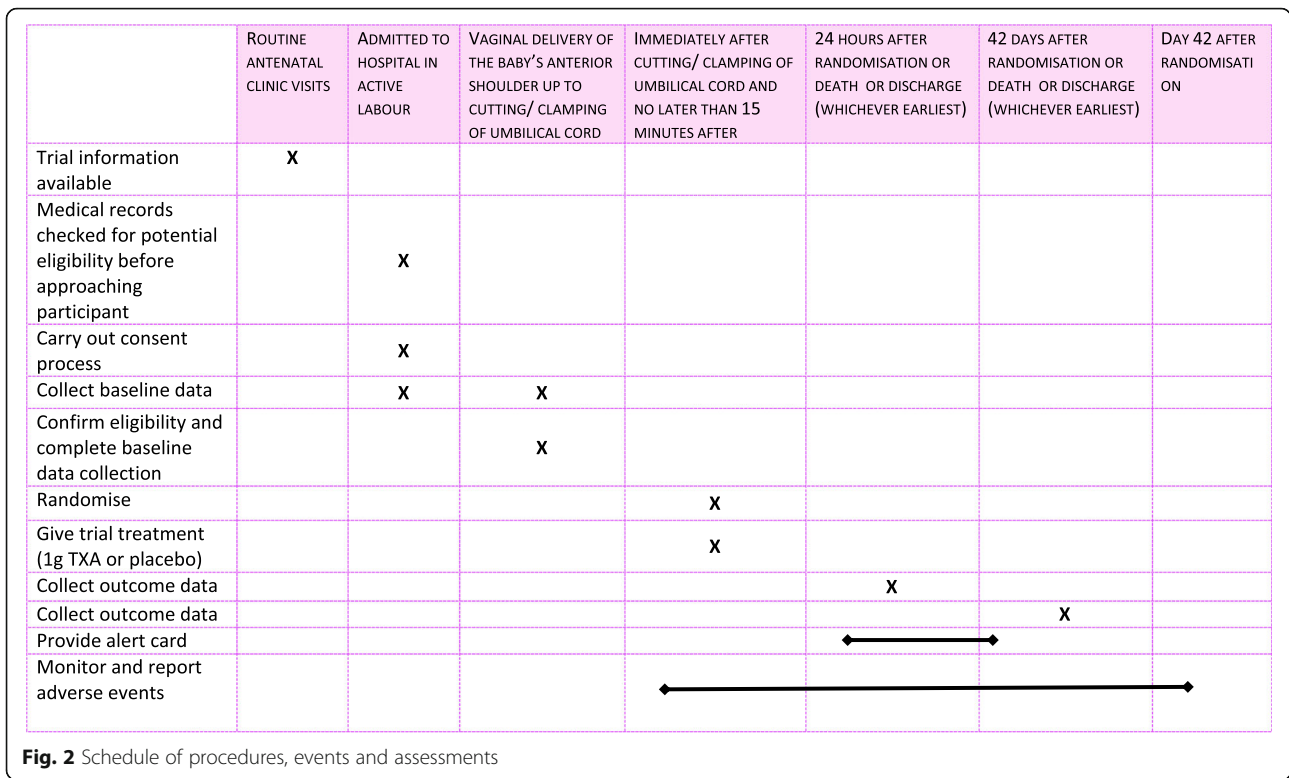 ROUTINE
ANTENATAL
CLINIC VISITS
ADMITTED TO
HOSPITAL IN
ACTIVE
LABOUR
VAGINAL DELIVERY OF
THE BABY'S ANTERIOR
SHOULDER UP TO
CUTTING/ CLAMPING
OF UMBILICAL CORD
IMMEDIATELY AFTER
CUTTING/ CLAMPING OF
UMBILICAL CORD AND
NO LATER THAN 15
MINUTES AFTER
24 HOURS AFTER
RANDOMISATION OR
DEATH OR DISCHARGE
(WHICHEVER EARLIEST)
42 DAYS AFTER
RANDOMISATION OR
DEATH OR DISCHARGE
(WHICHEVER EARLIEST)
DAY 42 AFTER
RANDOMISATI
ON
Trial information
available
X
Medical records
checked for potential
eligibility before
approaching
participant
X
Carry out consent
process
X
Collect baseline data
X
X
Confirm eligibility and
complete baseline
data collection
X
Randomise
X
Give trial treatment
(1g TXA or placebo)
X
Collect outcome data
X
Collect outcome data
X
Provide alert card
Monitor and report
adverse events
Fig. 2 Schedule of procedures, events and assessments